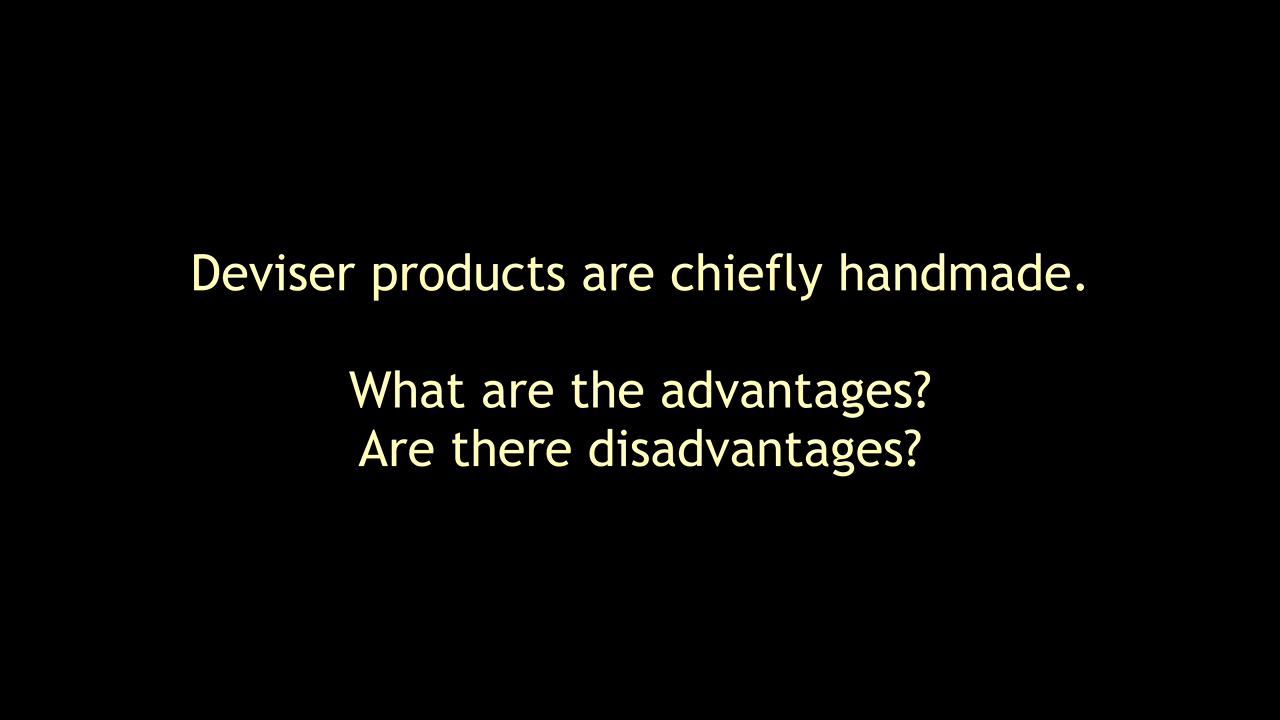 Deviser products are chiefly handmade.
What are the advantages?
Are there disadvantages?